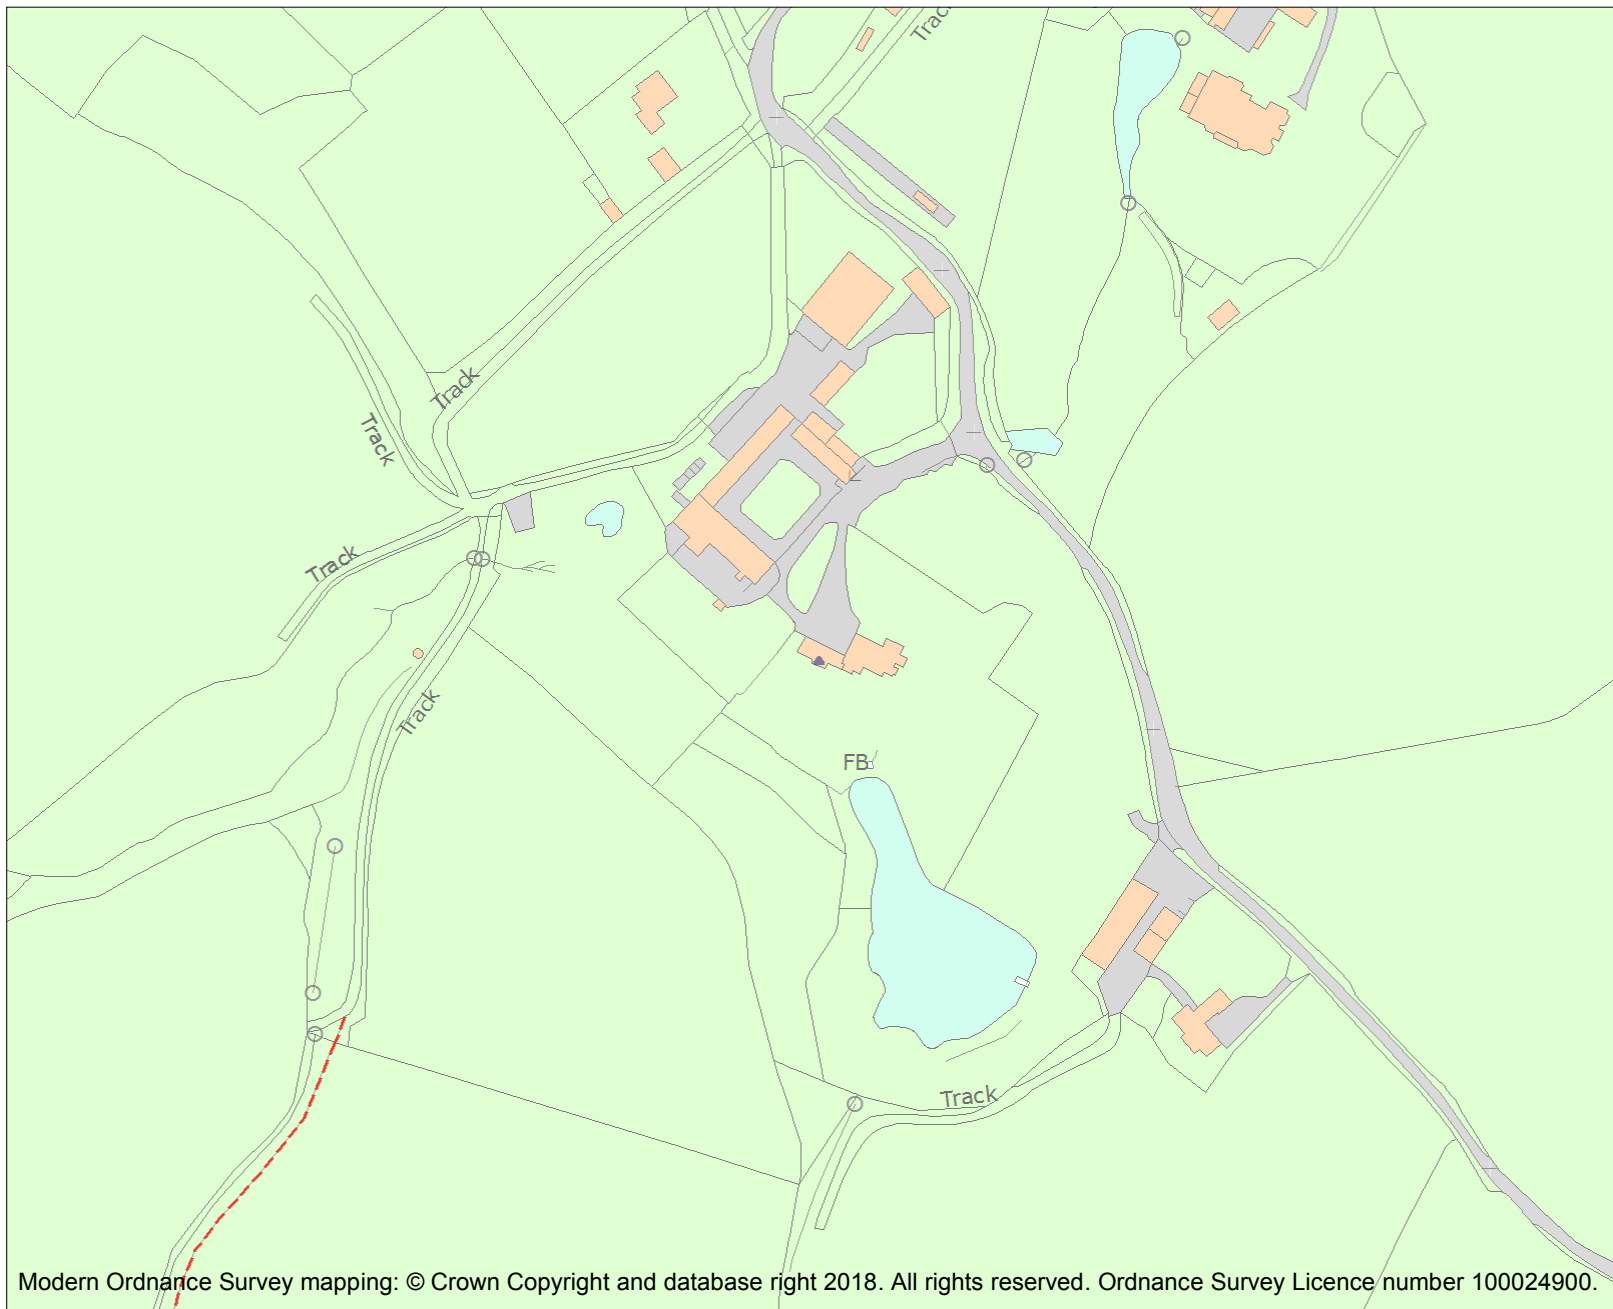 Track
Track
Track
Track
Track
FB
Track
Modern Ordnance Survey mapping: © Crown Copyright and database right 2018. All rights reserved. Ordnance Survey Licence number 100024900.